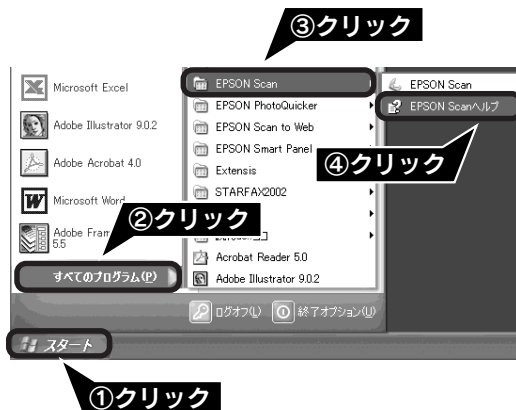 ③クリック
Microsoft Excel
Adobe Illustrator 9.0.2
Adobe Acrobat 4.0
Microsoft Word
Adobe
5.5
すべてのプログラム(P)
EPSON Scan
EPSON PhotoQuicker
EPSON Scan to Web
EPSON Smart Panel
Extensis
STARFAX2002
Acrobat Reader 5.0
Adobe Illustrator 9.0.2
EPSON Scan
EPSON Scanヘルプ
④クリック
②クリック
ログオフ(L)
終了オプション(U)
スタート
①クリック